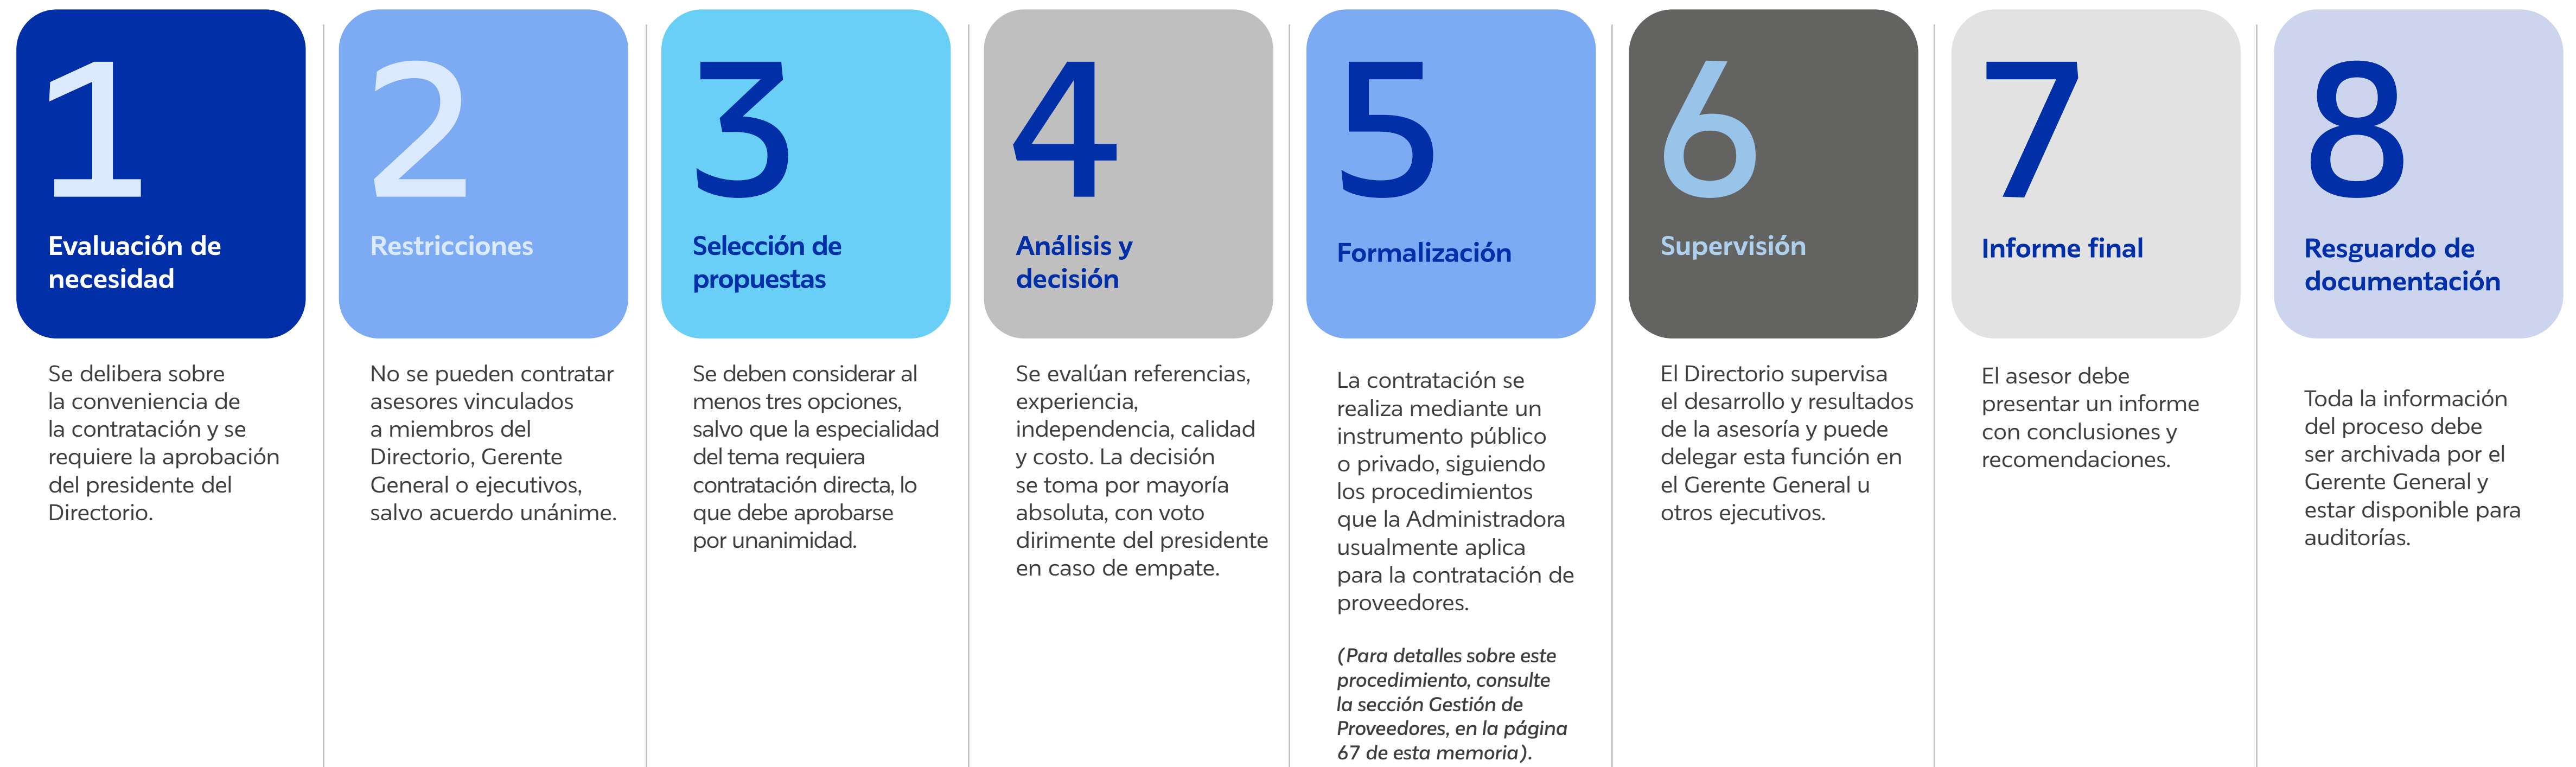 1
Evaluación de
necesidad
Se delibera sobre
la conveniencia de
la contratación y se
requiere la aprobación
del presidente del
Directorio.
2
Restricciones
No se pueden contratar
asesores vinculados
a miembros del
Directorio, Gerente
General o ejecutivos,
salvo acuerdo unánime.
3
Selección de
propuestas
Se deben considerar al
menos tres opciones,
salvo que la especialidad
del tema requiera
contratación directa, lo
que debe aprobarse
por unanimidad.
4
Análisis y
decisión
Se evalúan referencias,
experiencia,
independencia, calidad
y costo. La decisión
se toma por mayoría
absoluta, con voto
dirimente del presidente
en caso de empate.
5
Formalización
La contratación se
realiza mediante un
instrumento público
o privado, siguiendo
los procedimientos
que la Administradora
usualmente aplica
para la contratación de
proveedores.
(Para detalles sobre este
procedimiento, consulte
la sección Gestión de
Proveedores, en la página
67 de esta memoria).
6
Supervisión
El Directorio supervisa
el desarrollo y resultados
de la asesoría y puede
delegar esta función en
el Gerente General u
otros ejecutivos.
7
Informe final
El asesor debe
presentar un informe
con conclusiones y
recomendaciones.
8
Resguardo de
documentación
Toda la información
del proceso debe
ser archivada por el
Gerente General y
estar disponible para
auditorías.